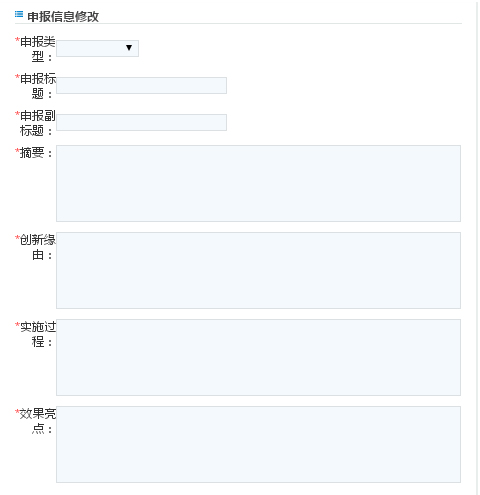 申报信息修改
*申报类
型：
*申报标
题：
*申报副
标题：
*摘要：
*创新缘
由：
*实施过
程：
*效果亮
点：